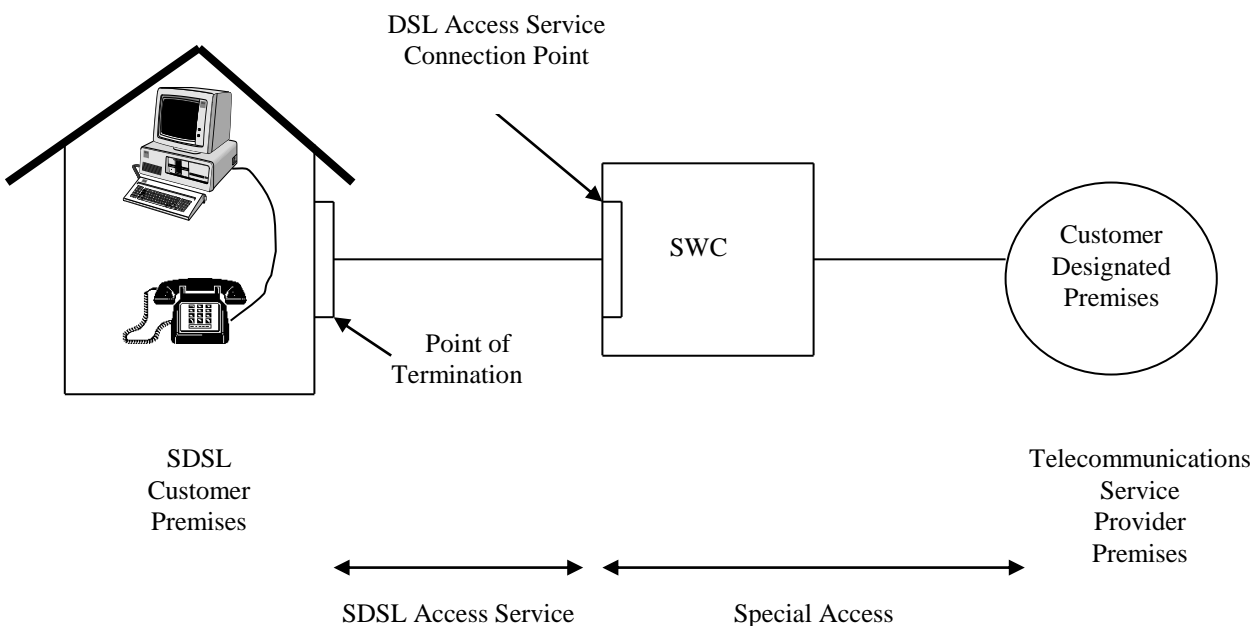 DSL Access Service
Connection Point
SWC
Customer
Designated
Premises
Point of
Termination
SDSL
Customer
Premises
Telecommunications
Service
Provider
Premises
SDSL Access Service
Special Access